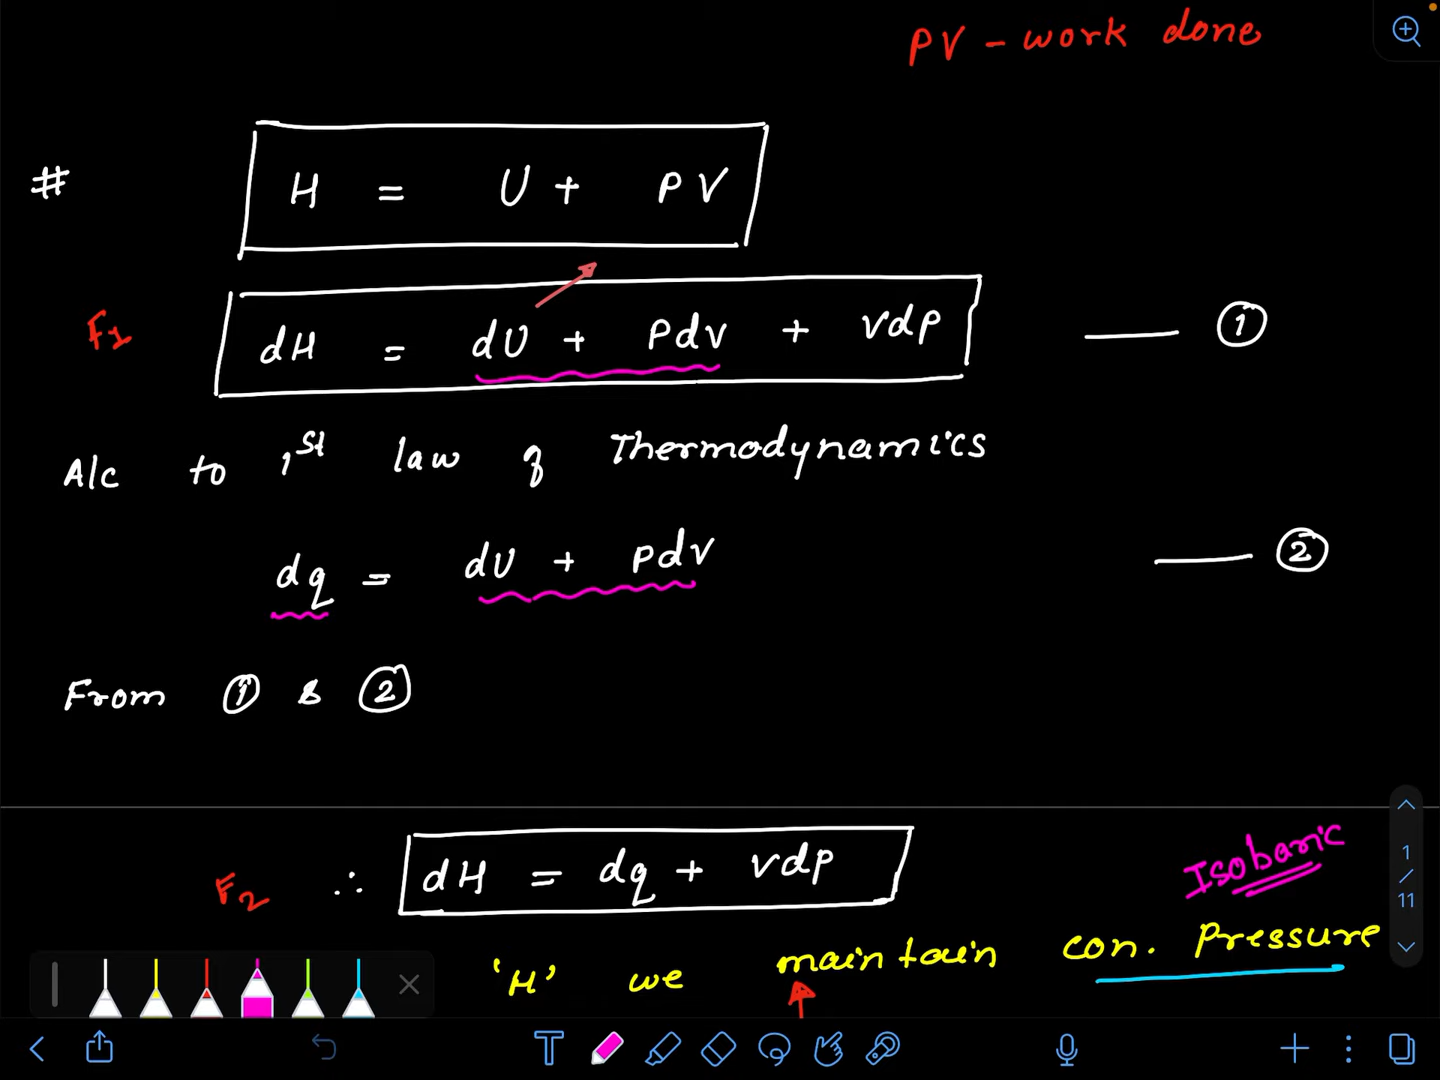 PV - work done
# H = U + PV
F1 dH = dU + Pdv + vdp — 1
A/c to 1st law of Thermodynamics
dq = dU + pdv — 2
From 1 & 2
F2 ∴ dH = dq + vdp
Isobaric
'H' we maintain con. Pressure
1
/
11
T